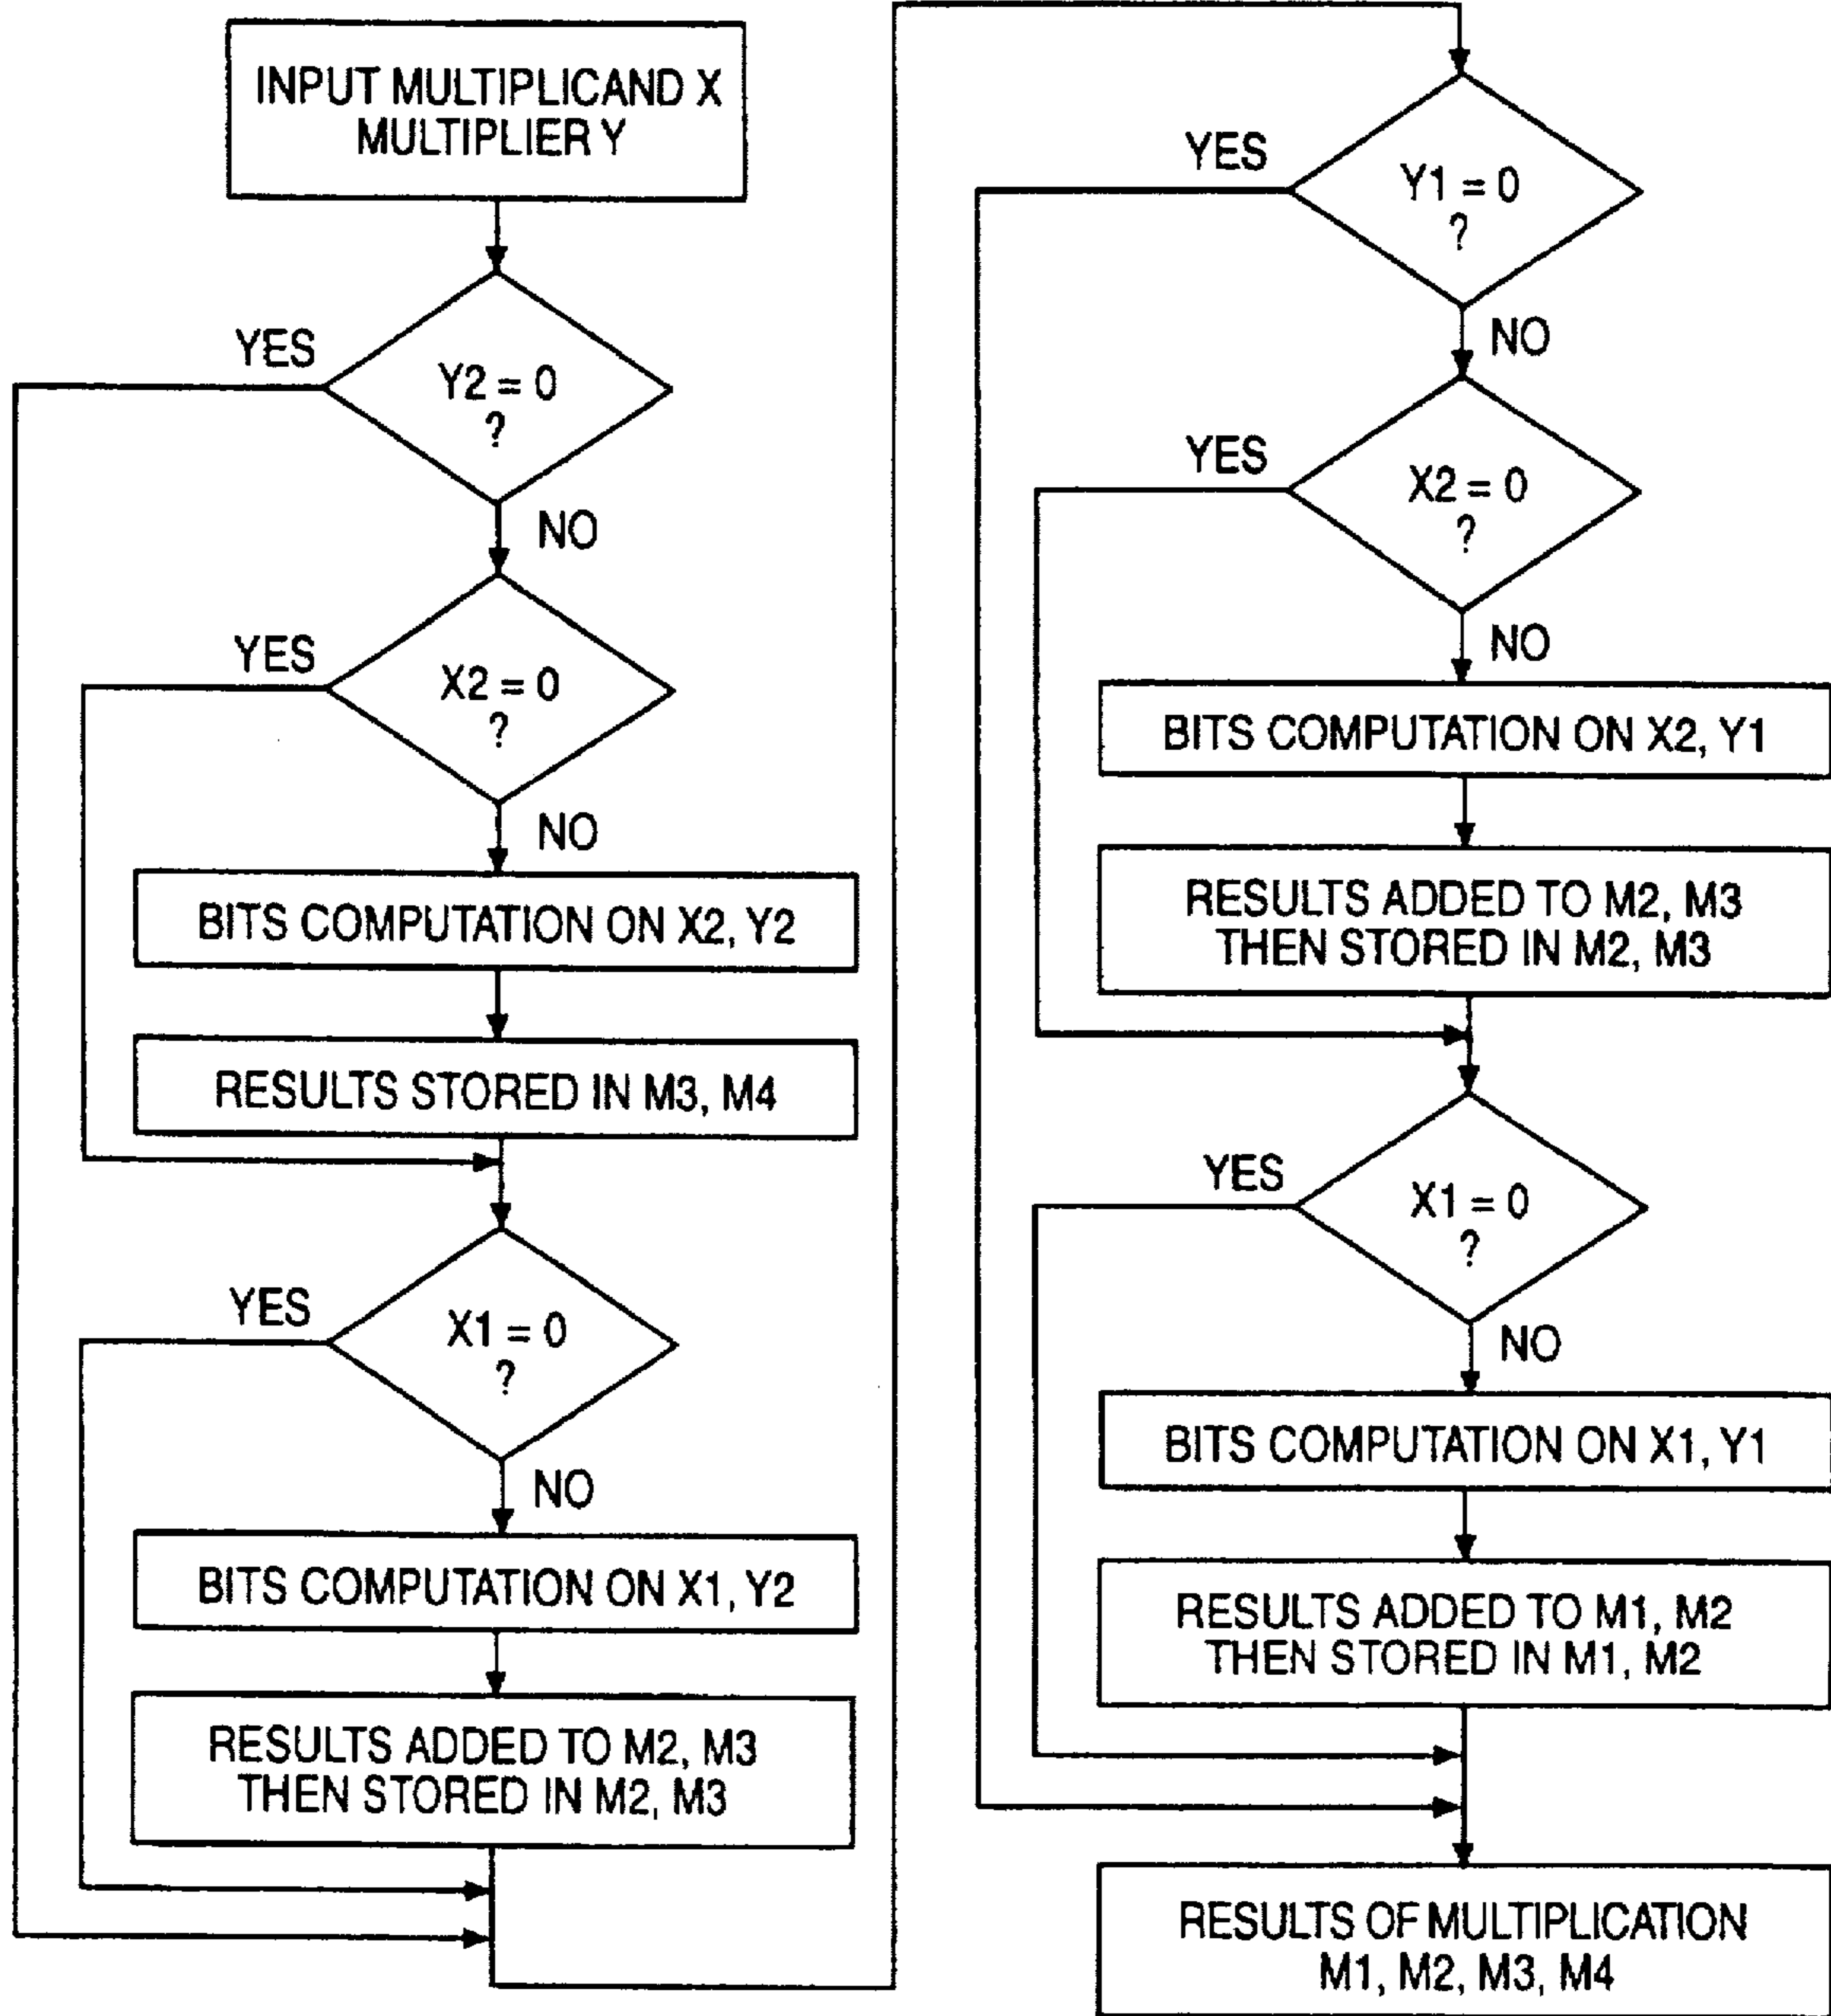 INPUT MULTIPLICAND X
MULTIPLIER Y
YES
Y2 = 0
?
NO
YES
X2 = 0
?
NO
BITS COMPUTATION ON X2, Y2
RESULTS STORED IN M3, M4
YES
X1 = 0
?
NO
BITS COMPUTATION ON X1, Y2
RESULTS ADDED TO M2, M3
THEN STORED IN M2, M3
YES
Y1 = 0
?
NO
YES
X2 = 0
?
NO
BITS COMPUTATION ON X2, Y1
RESULTS ADDED TO M2, M3
THEN STORED IN M2, M3
YES
X1 = 0
?
NO
BITS COMPUTATION ON X1, Y1
RESULTS ADDED TO M1, M2
THEN STORED IN M1, M2
RESULTS OF MULTIPLICATION
M1, M2, M3, M4